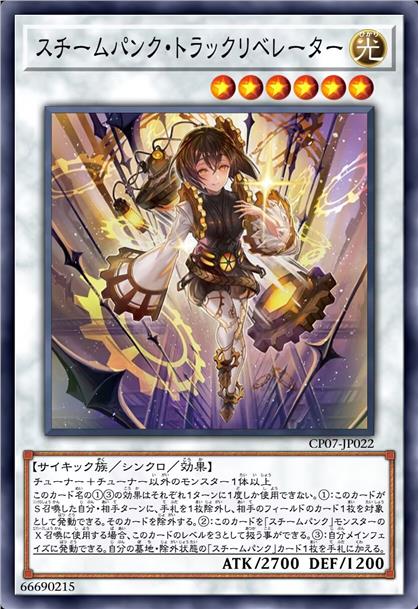 スチームパンク・トラックリベレーター
光
CP07-JP022
【サイキック族／シンクロ／効果】
チューナー＋チューナー以外のモンスター1体以上
このカード名の①③の効果はそれぞれ1ターンに1度しか使用できない。①：このカードが
S召喚した自分・相手ターンに、手札を1枚除外し、相手のフィールドのカード1枚を対象
として発動できる。そのカードを除外する。②：このカードを「スチームパンク」モンスターの
X召喚に使用する場合、このカードのレベルを3として扱う事ができる。③：自分メインフェ
イズに発動できる。自分の墓地・除外状態の「スチームパンク」カード1枚を手札に加える。
ATK/2700 DEF/1200
66690215